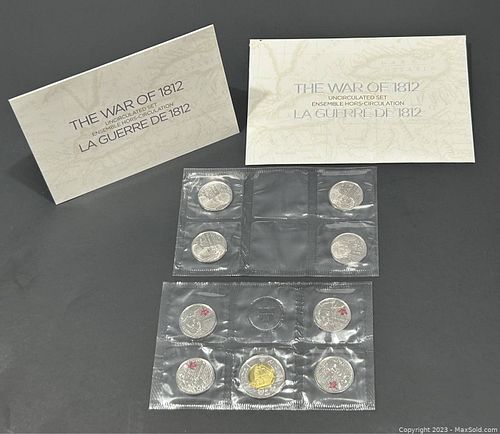 THE WAR OF 1812
UNCIRCULATED SET
ENSEMBLE HORS-CIRCULATION
LA GUERRE DE 1812
THE WAR OF 1812
UNCIRCULATED SET
ENSEMBLE HORS-CIRCULATION
LA GUERRE DE 1812
Copyright 2023 - MaxSold.com